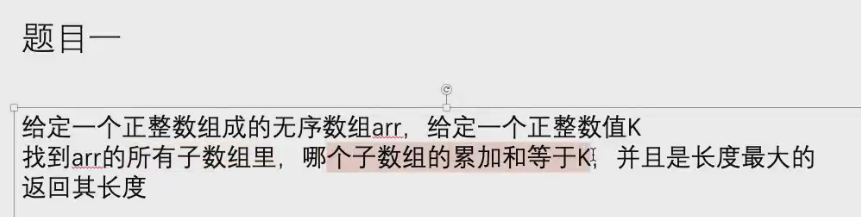 题目一
给定一个正整数组成的无序数组arr，给定一个正整数值K
找到arr的所有子数组里，哪个子数组的累加和等于K，并且是长度最大的
返回其长度